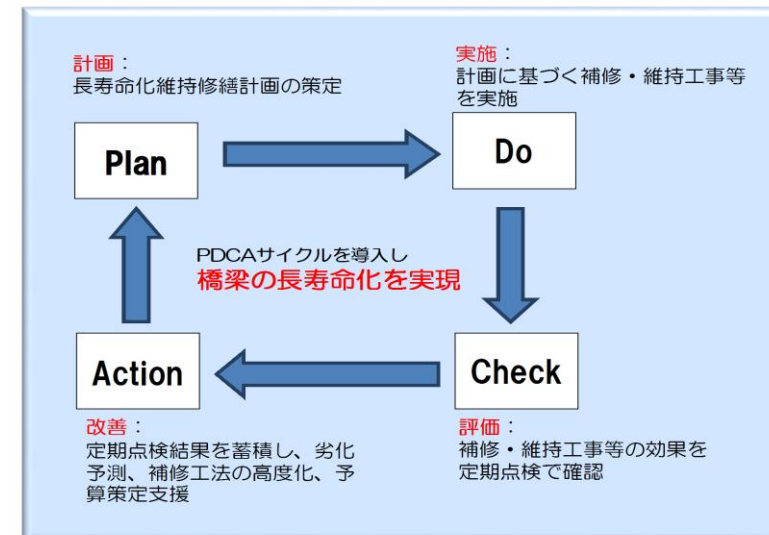 計画：
長寿命化維持修繕計画の策定
Plan
実施：
計画に基づく補修・維持工事等
を実施
Do
PDCAサイクルを導入し
橋梁の長寿命化を実現
Action
改善：
定期点検結果を蓄積し、劣化
予測、補修工法の高度化、予
算策定支援
Check
評価：
補修・維持工事等の効果を
定期点検で確認